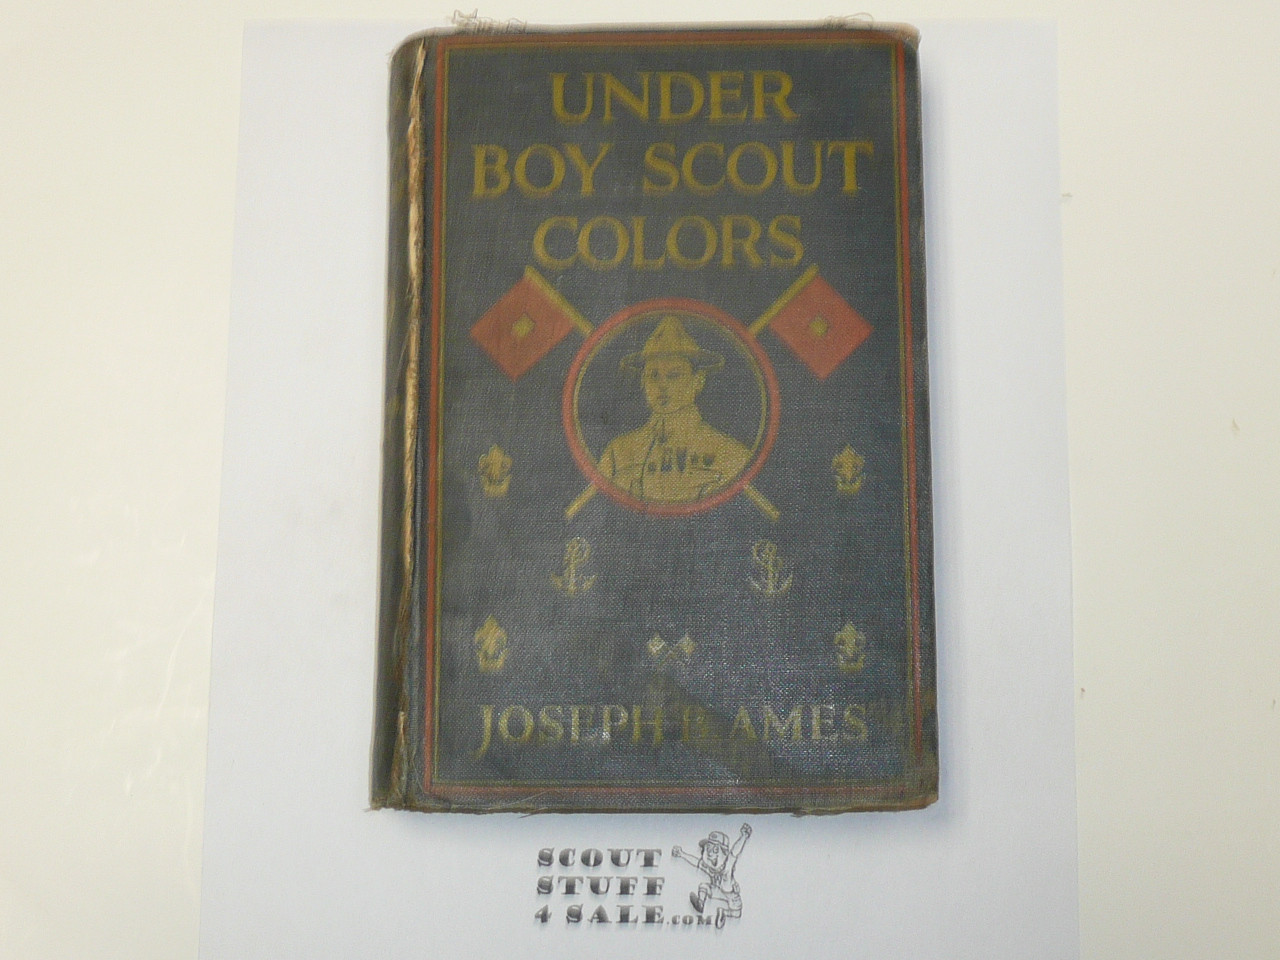 UNDER
BOY SCOUT
COLORS
JOSEPH B. AMES
SCOUT
STUFF
4 SALE.COM